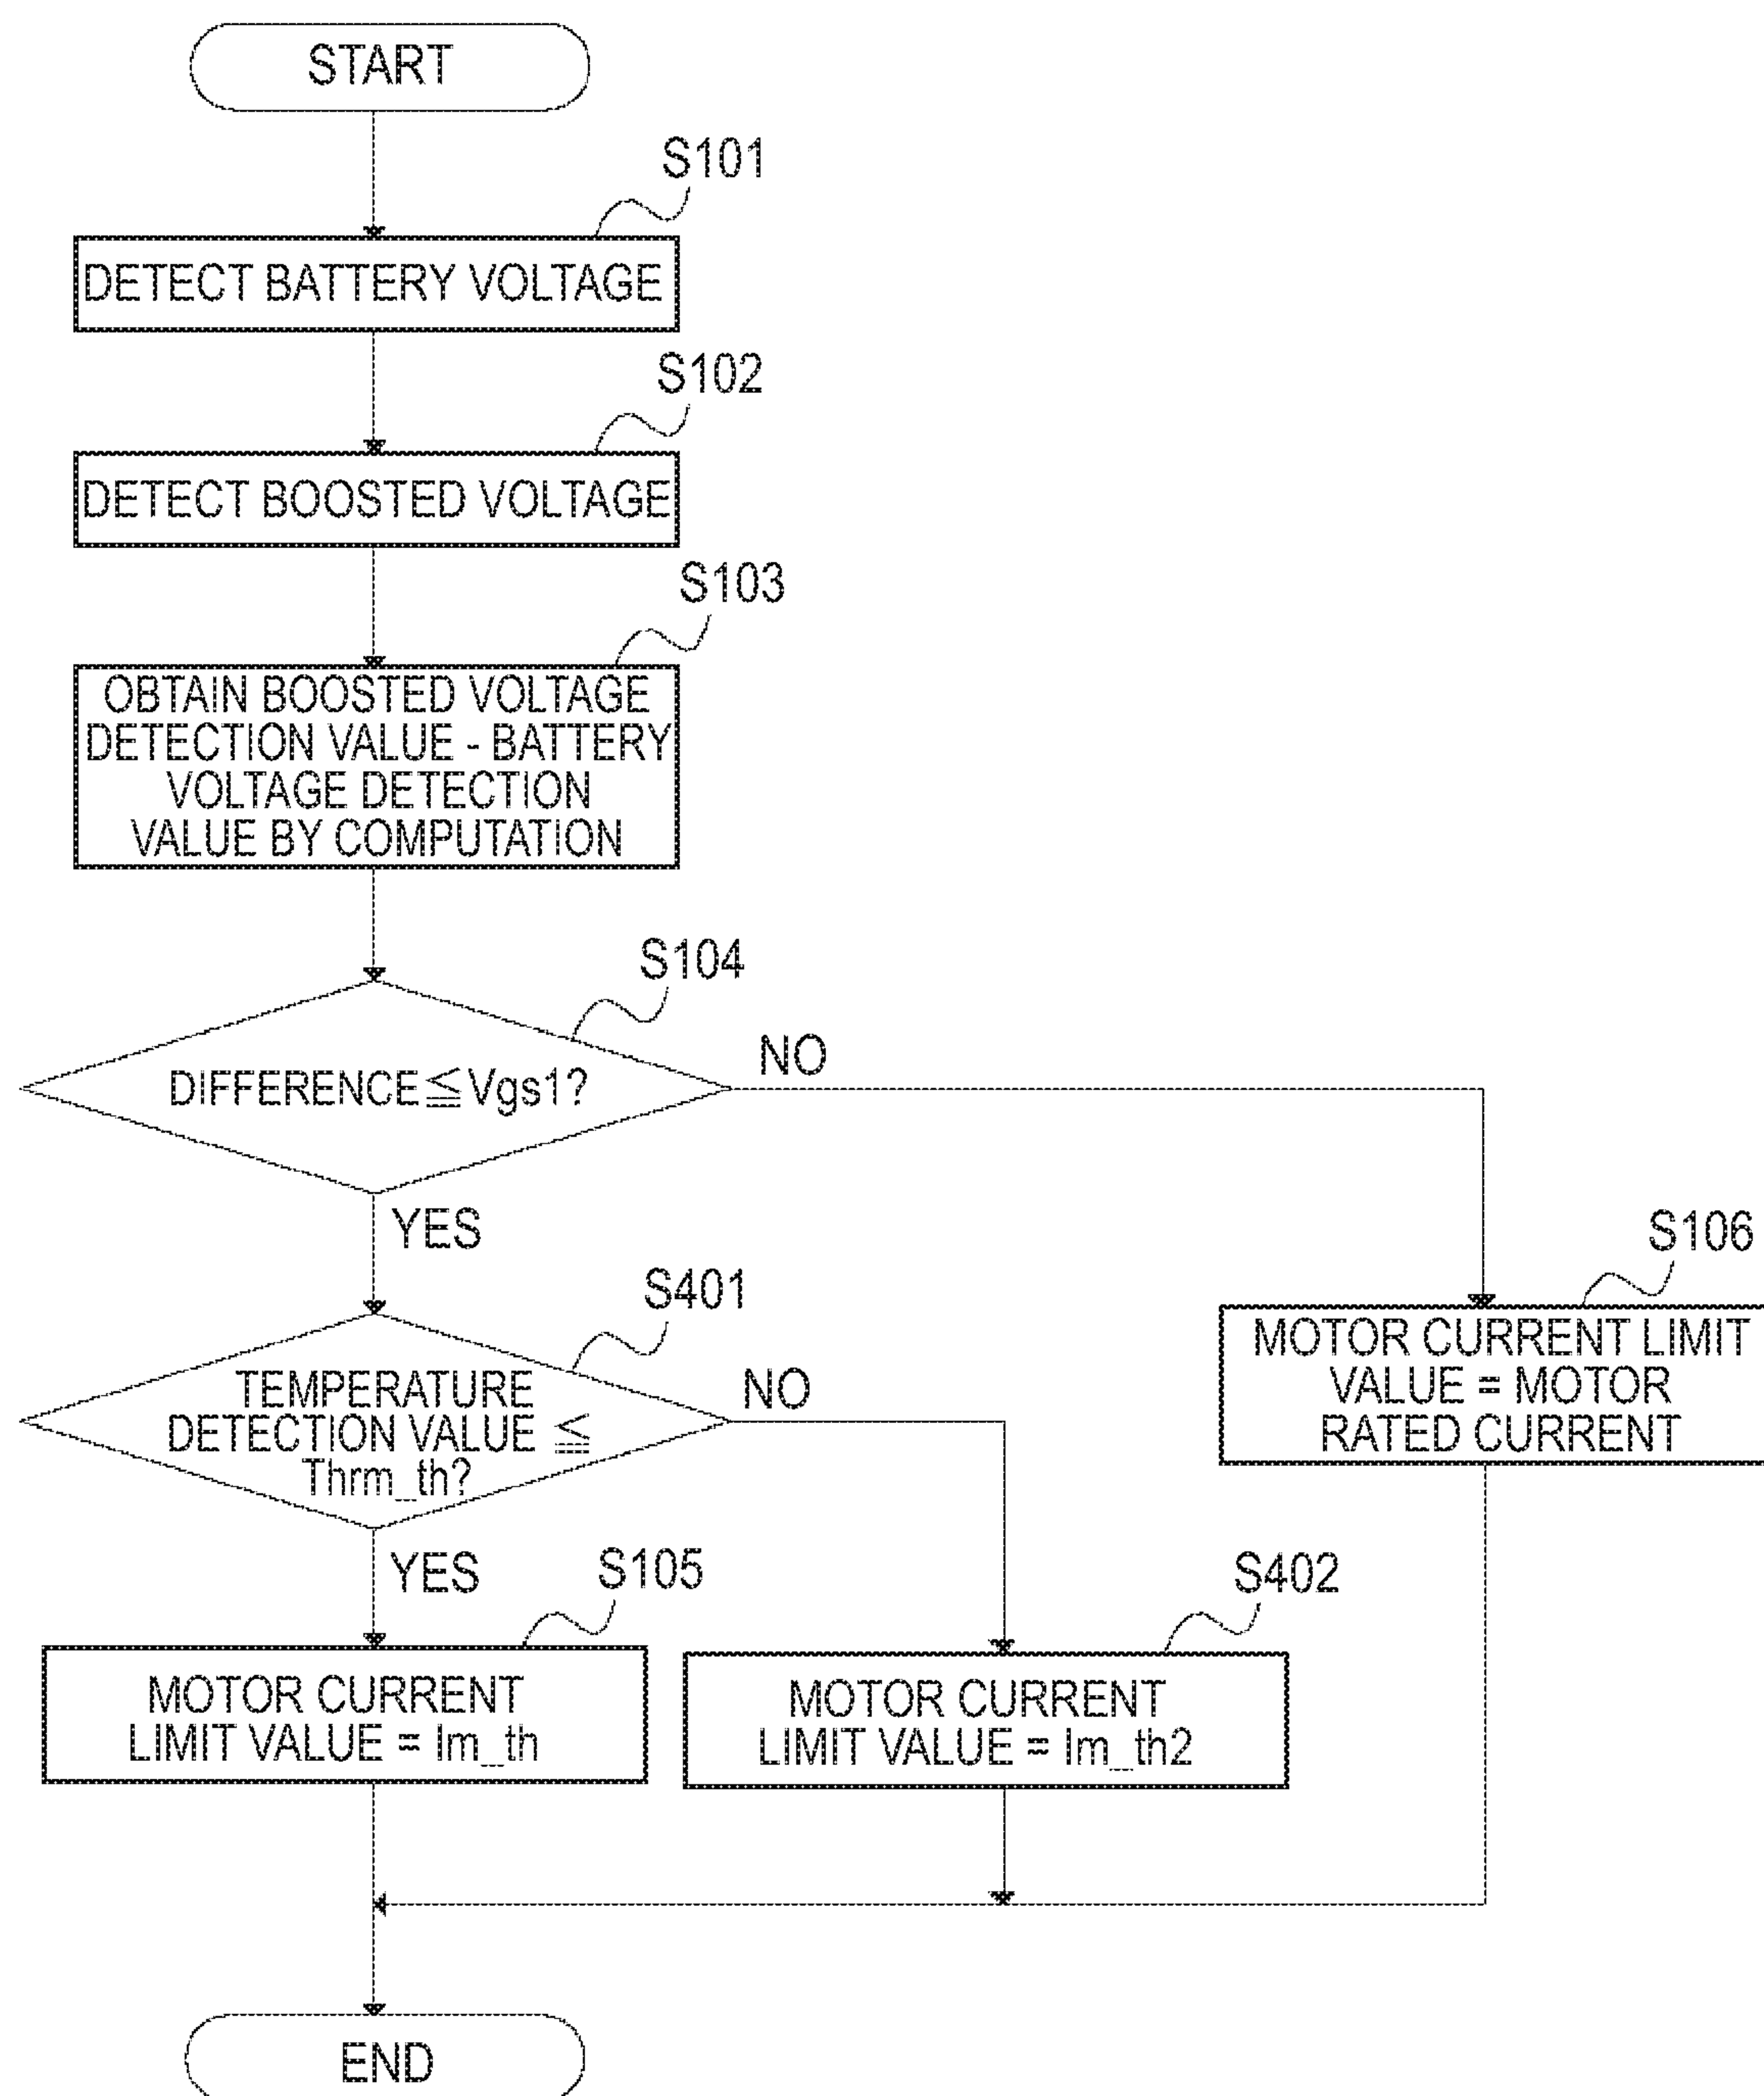 START
S101
DETECT BATTERY VOLTAGE
S102
DETECT BOOSTED VOLTAGE
S103
OBTAIN BOOSTED VOLTAGE
DETECTION VALUE - BATTERY
VOLTAGE DETECTION
VALUE BY COMPUTATION
S104
DIFFERENCE≦Vgs1?
NO
YES
S106
MOTOR CURRENT LIMIT
VALUE = MOTOR
RATED CURRENT
S401
TEMPERATURE
DETECTION VALUE ≦
Thrm_th?
NO
YES
S105
MOTOR CURRENT
LIMIT VALUE = Im_th
S402
MOTOR CURRENT
LIMIT VALUE = Im_th2
END